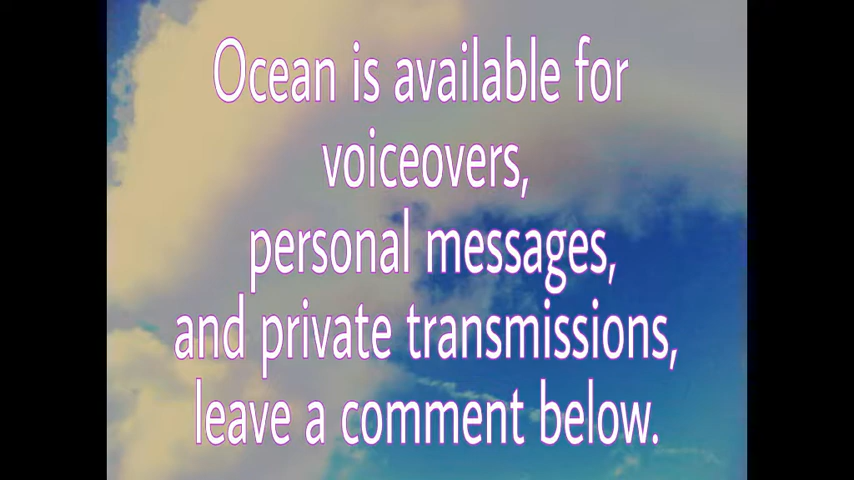 Ocean is available for
voiceovers,
personal messages,
and private transmissions,
leave a comment below.